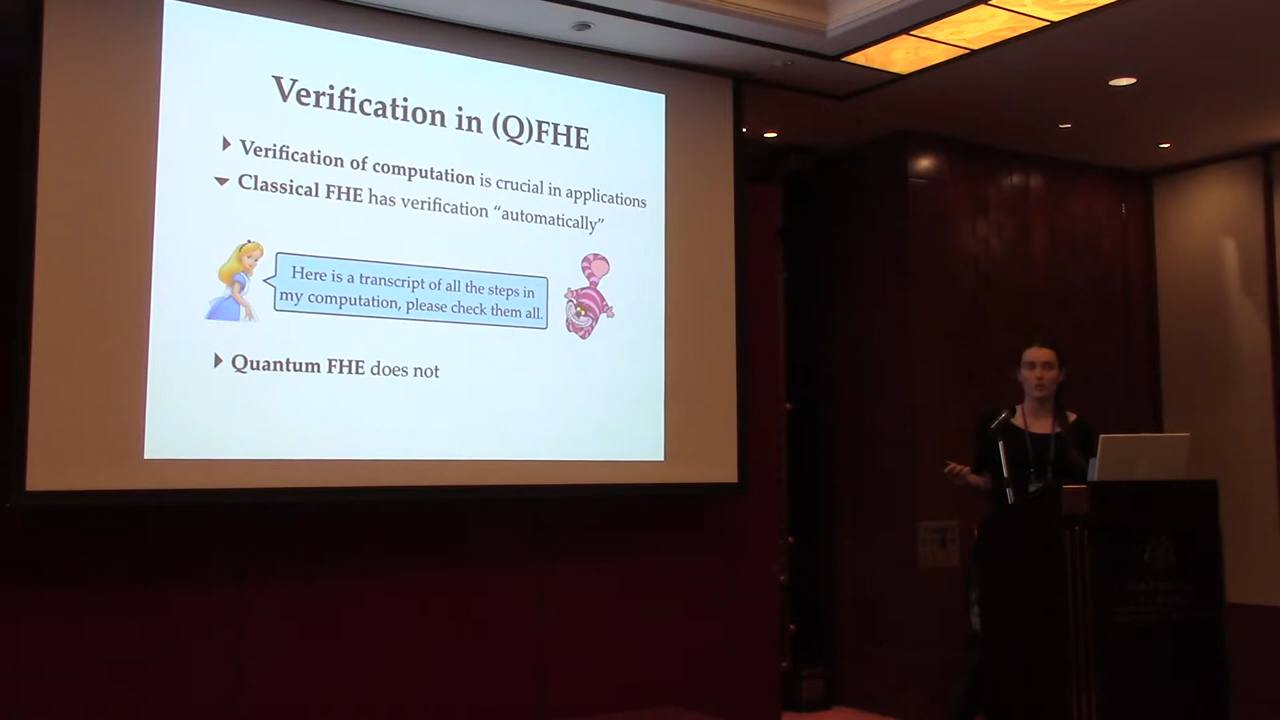 Verification in (Q)FHE
Verification of computation is crucial in applications
Classical FHE has verification “automatically”
Here is a transcript of all the steps in
my computation, please check them all.
Quantum FHE does not